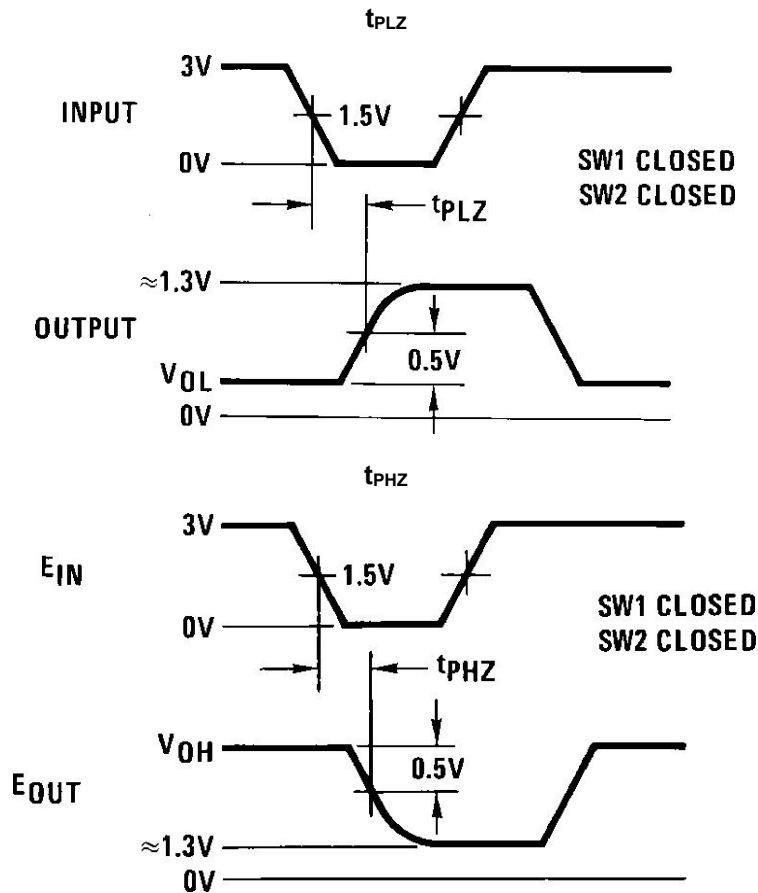 tPLZ
3V
INPUT
1.5V
0V
SW1 CLOSED
SW2 CLOSED
tPLZ
≈1.3V
OUTPUT
0.5V
VOL
0V
tPHZ
3V
EIN
1.5V
0V
SW1 CLOSED
SW2 CLOSED
tPHZ
VOH
0.5V
EOUT
≈1.3V
0V